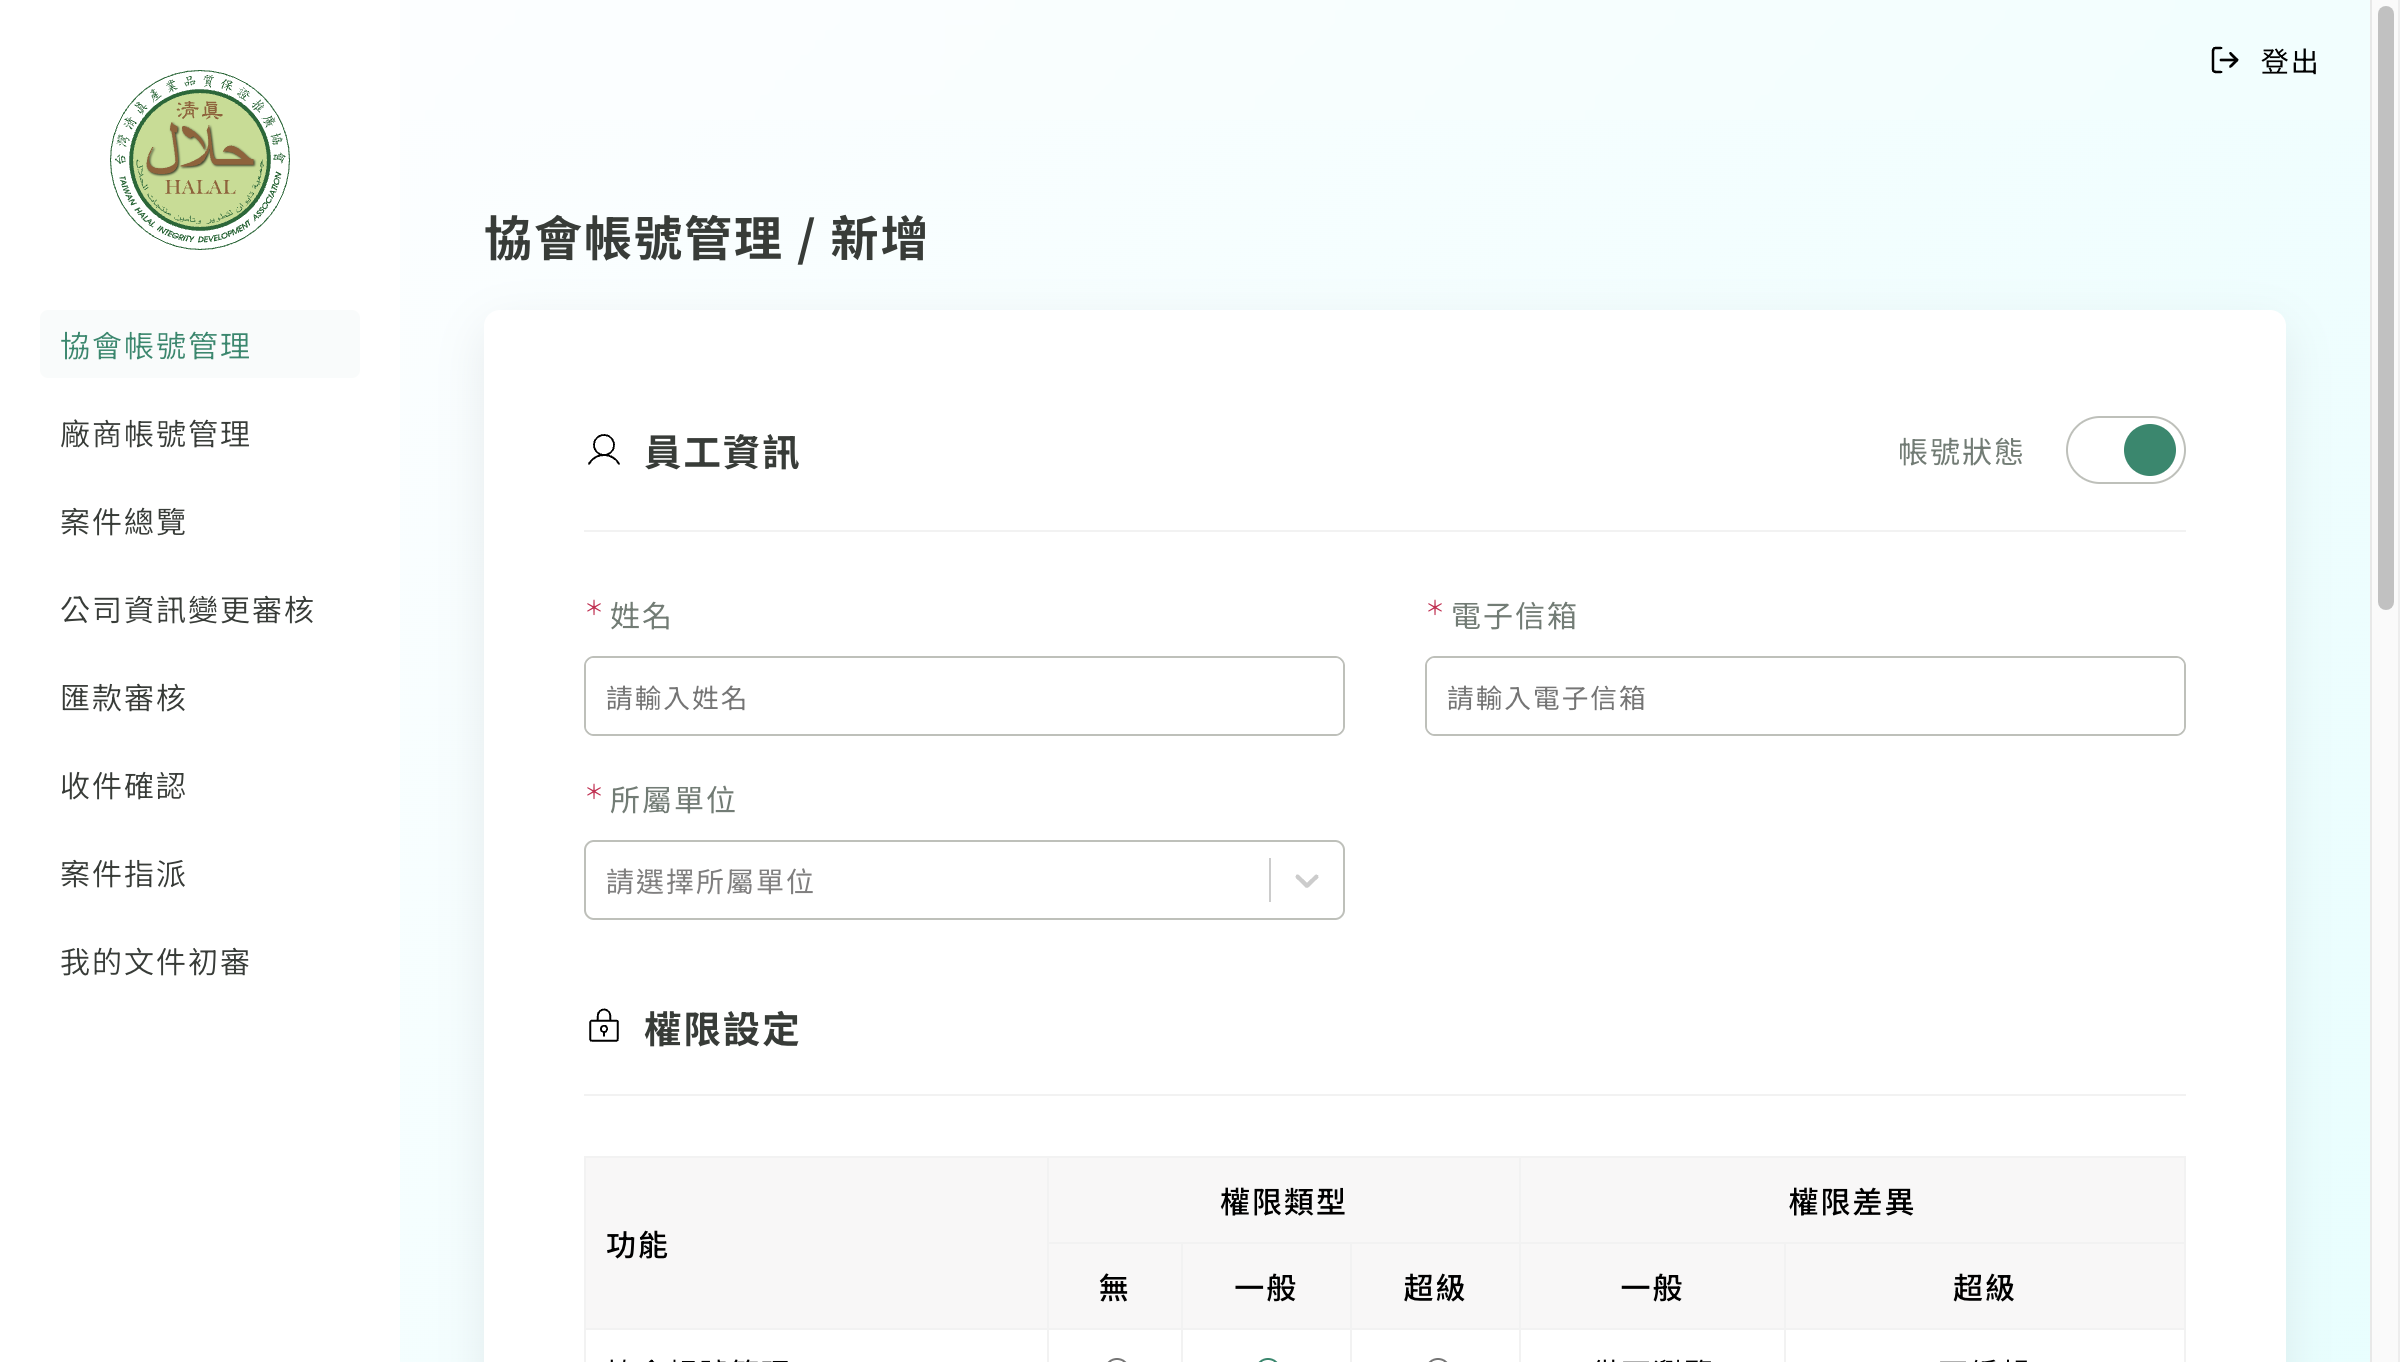 登出
台灣清真產業品質保證推廣協會
清真
حلال
HALAL
TAIWAN HALAL INTEGRITY DEVELOPMENT ASSOCIATION
協會帳號管理
廠商帳號管理
案件總覽
公司資訊變更審核
匯款審核
收件確認
案件指派
我的文件初審
協會帳號管理 / 新增
員工資訊
帳號狀態
* 姓名
* 電子信箱
請輸入姓名
請輸入電子信箱
* 所屬單位
請選擇所屬單位
權限設定
功能
權限類型
權限差異
無
一般
超級
一般
超級